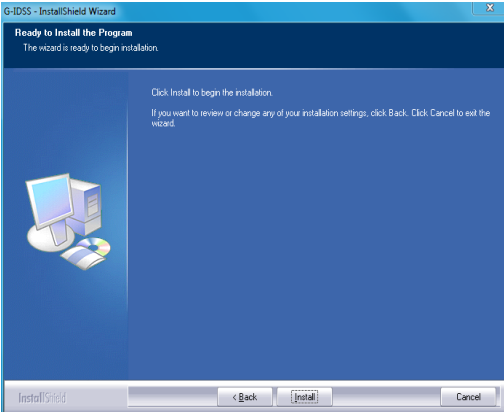 G-IDSS - InstallShield Wizard
X
Ready to Install the Program
The wizard is ready to begin installation.
Click Install to begin the installation.
If you want to review or change any of your installation settings, click Back. Click Cancel to exit the
wizard.
InstallShield
< Back
Install
Cancel